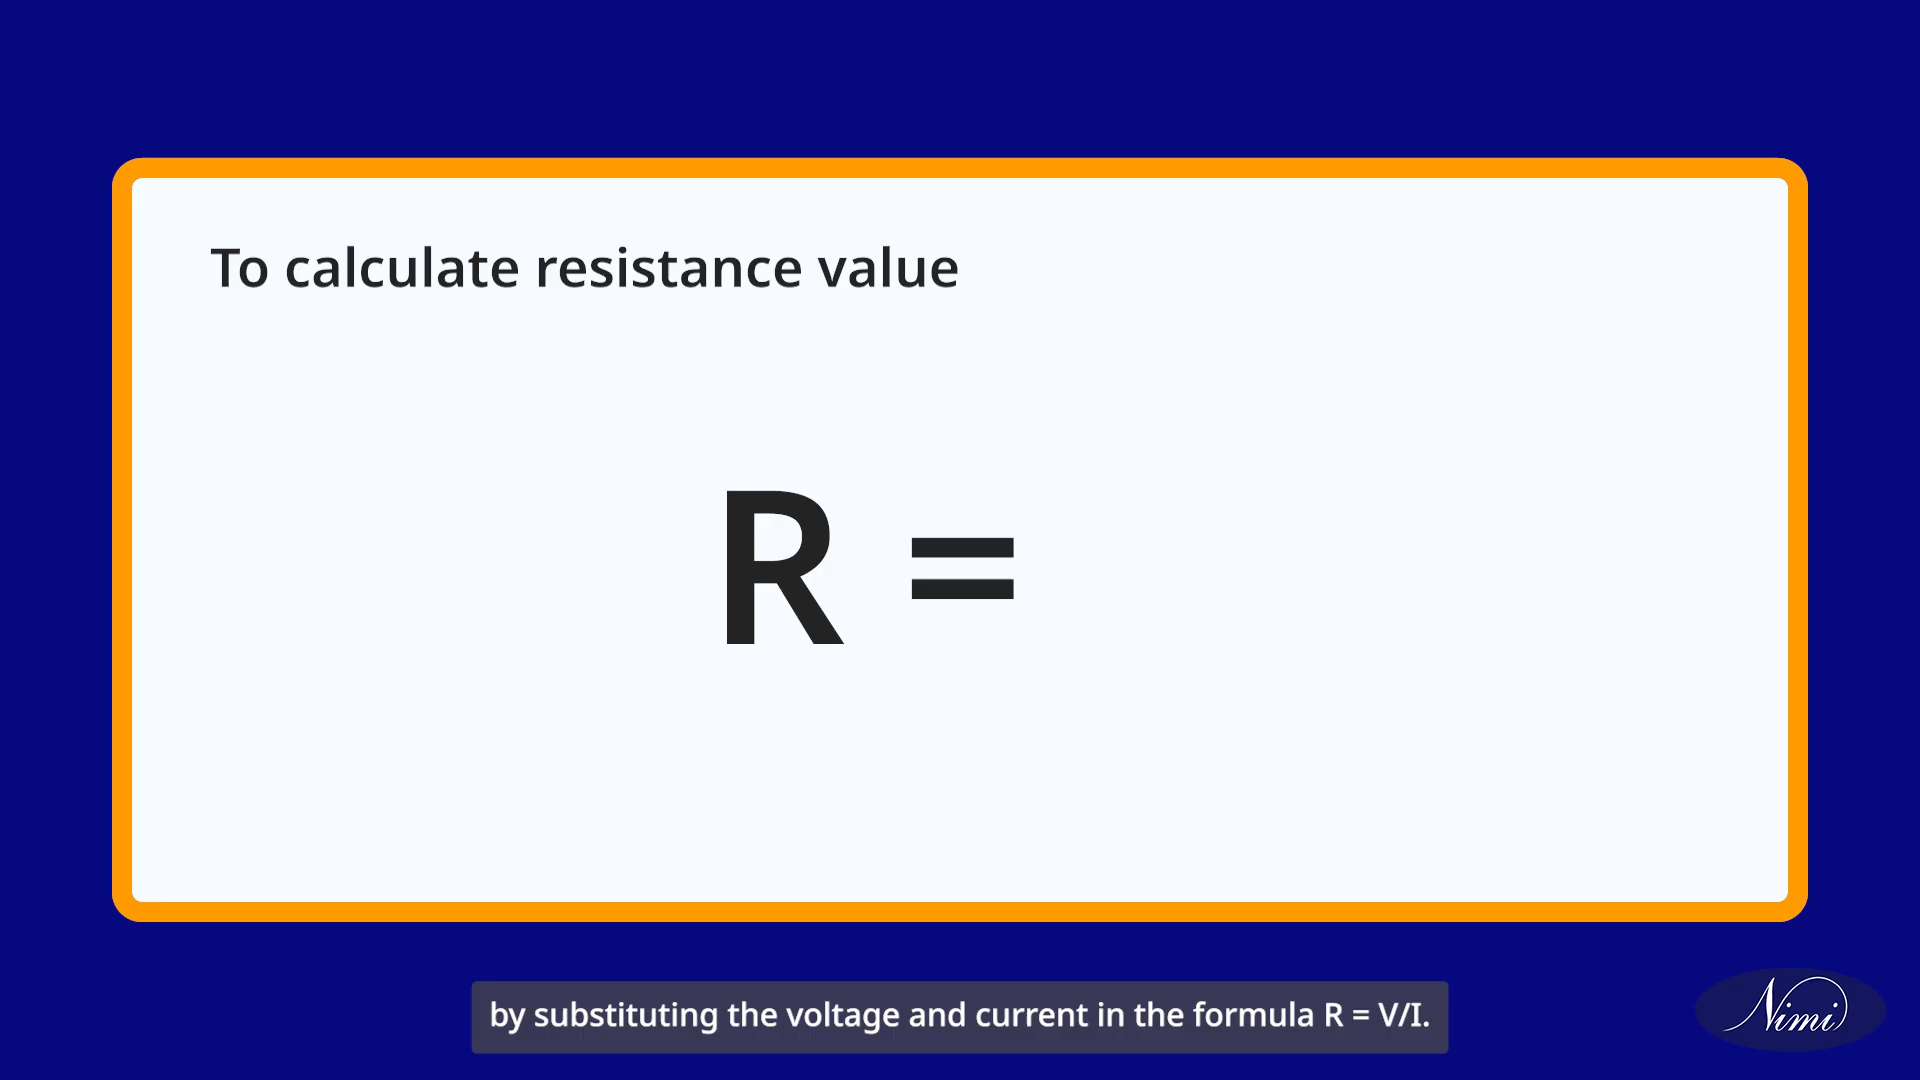 To calculate resistance value
R =
by substituting the voltage and current in the formula R = V/I.
Nimi